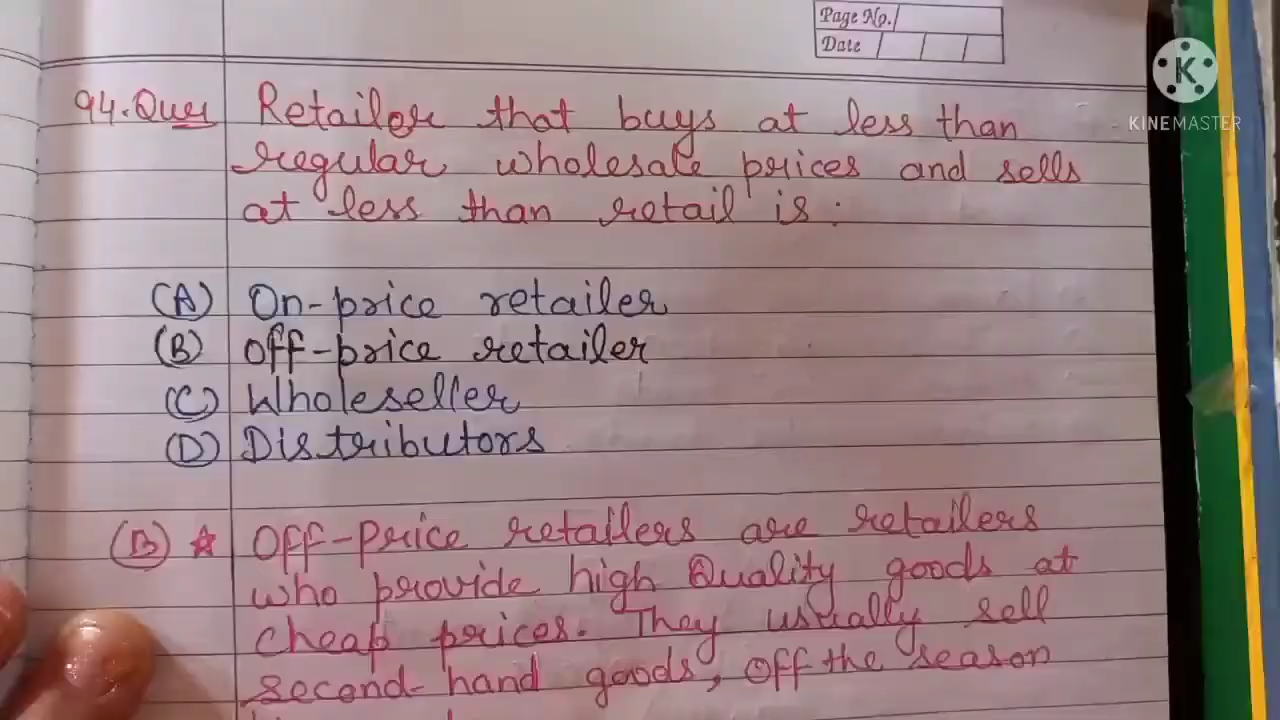 Page No.
Date
KINEMASTER
94. Ques Retailer that buys at less than
regular wholesale prices and sells
at less than retail is :
(A) On-price retailer
(B) Off-price retailer
(C) Wholeseller
(D) Distributors
(B) ☆ Off-Price retailers are retailers
who provide high Quality goods at
cheap prices. They usually sell
second-hand goods, off the season